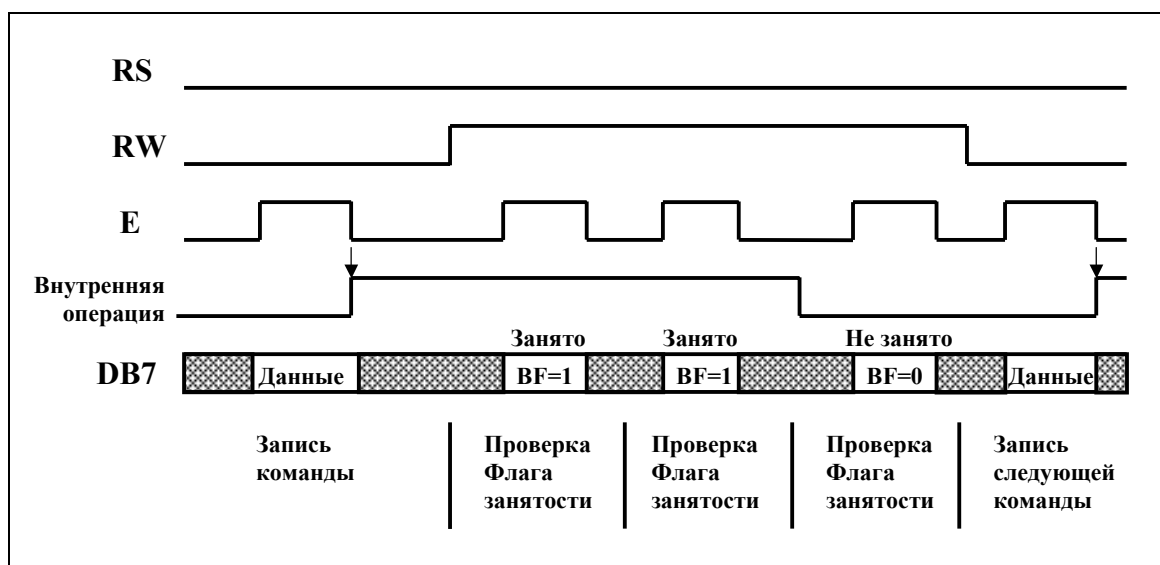 RS
RW
E
Внутренняя
операция
Занято Занято Не занято
DB7 Данные BF=1 BF=1 BF=0 Данные
Запись
команды
Проверка
Флага
занятости
Проверка
Флага
занятости
Проверка
Флага
занятости
Запись
следующей
команды